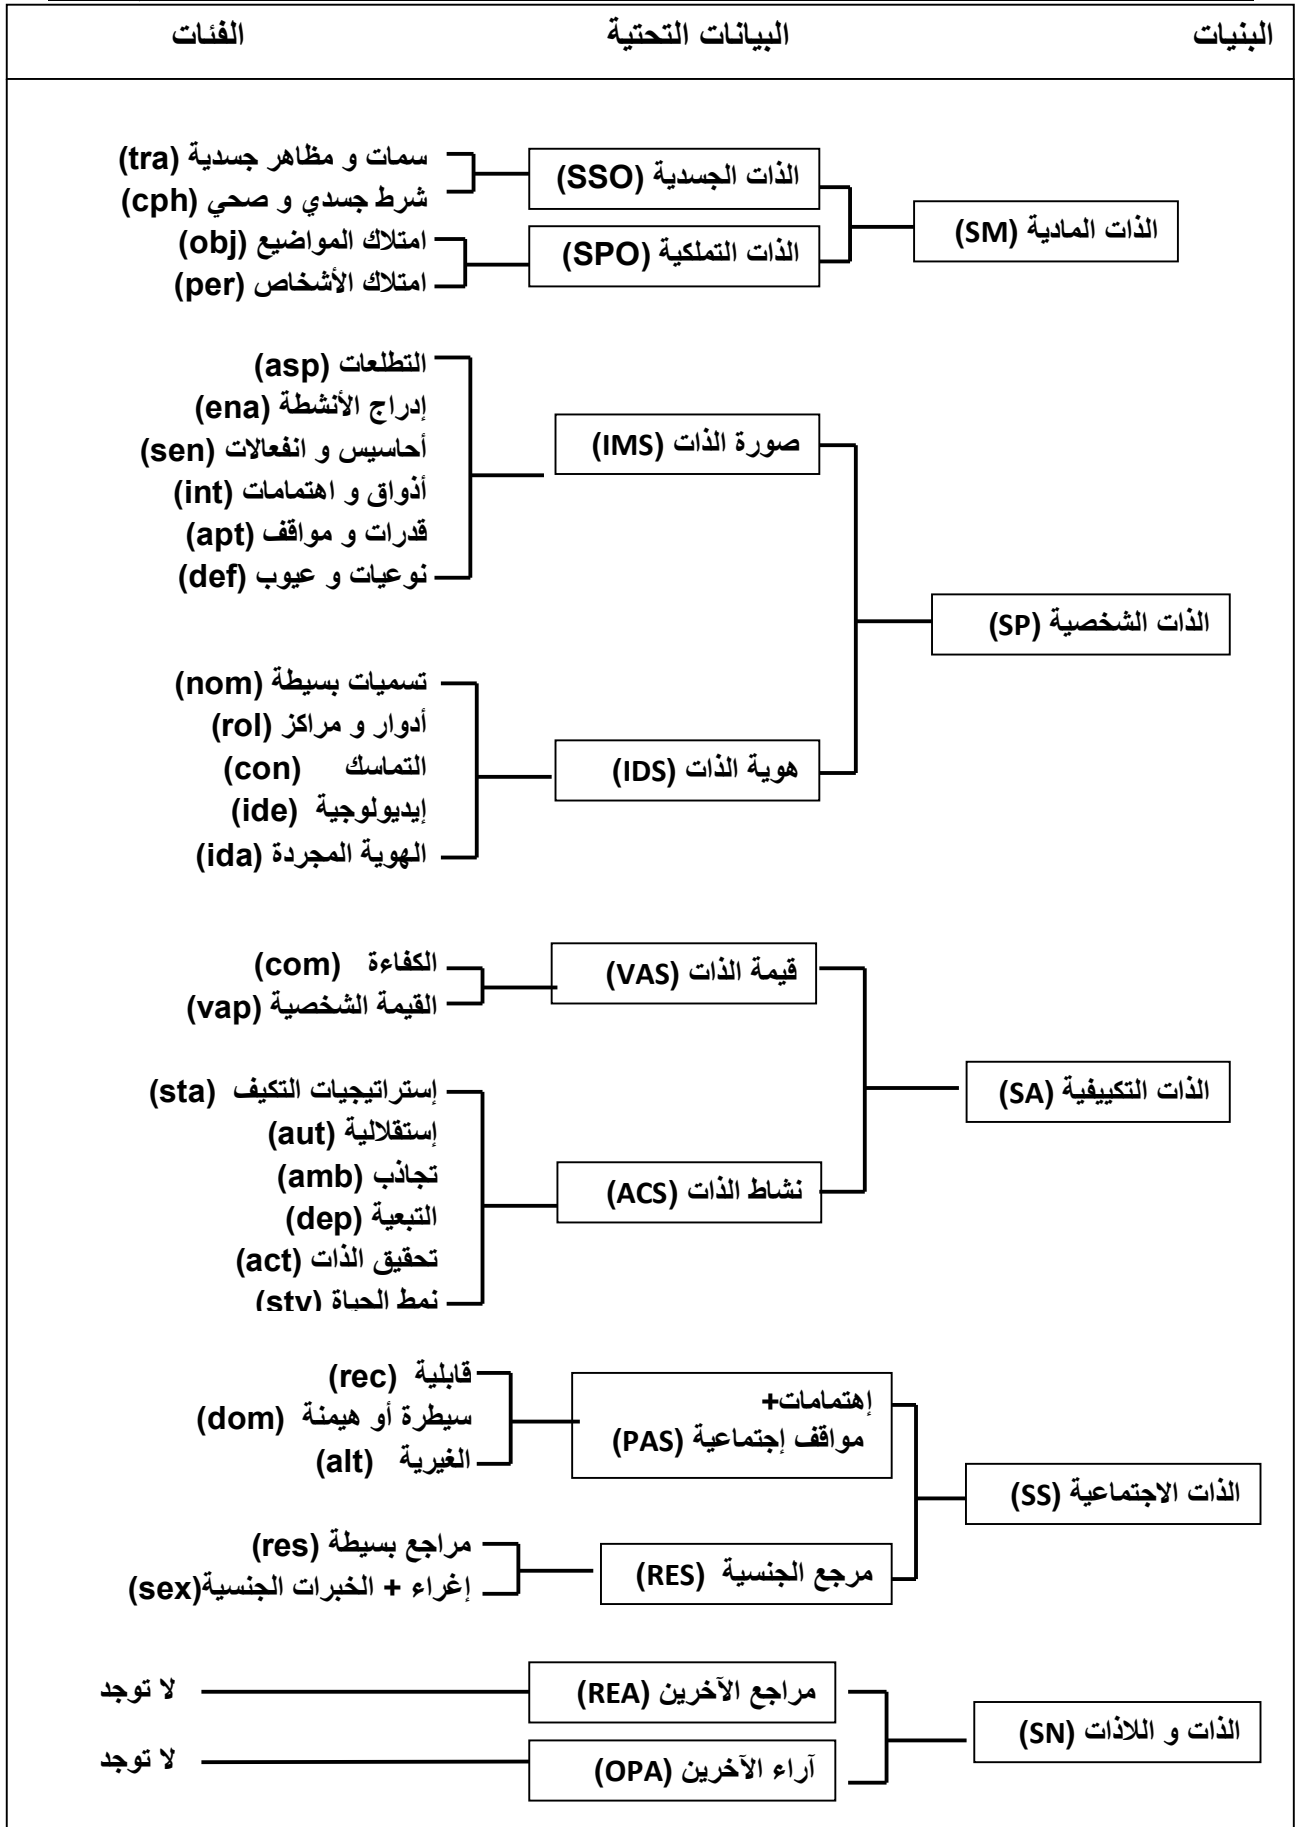 البنيات البيانات التحتية الفئات
الذات المادية (SM)
الذات الجسدية (SSO)
سمات و مظاهر جسدية (tra)
شرط جسدي و صحي (cph)
الذات التملكية (SPO)
امتلاك المواضيع (obj)
امتلاك الأشخاص (per)
الذات الشخصية (SP)
صورة الذات (IMS)
التطلعات (asp)
إدراج الأنشطة (ena)
أحاسيس و انفعالات (sen)
أذواق و اهتمامات (int)
قدرات و مواقف (apt)
نوعيات و عيوب (def)
هوية الذات (IDS)
تسميات بسيطة (nom)
أدوار و مراكز (rol)
التماسك (con)
إيديولوجية (ide)
الهوية المجردة (ida)
الذات التكييفية (SA)
قيمة الذات (VAS)
الكفاءة (com)
القيمة الشخصية (vap)
نشاط الذات (ACS)
إستراتيجيات التكيف (sta)
إستقلالية (aut)
تجاذب (amb)
التبعية (dep)
تحقيق الذات (act)
نمط الحياة (stv)
الذات الاجتماعية (SS)
إهتمامات+
مواقف إجتماعية (PAS)
قابلية (rec)
سيطرة أو هيمنة (dom)
الغيرية (alt)
مرجع الجنسية (RES)
مراجع بسيطة (res)
إغراء + الخبرات الجنسية(sex)
الذات و اللاذات (SN)
مراجع الآخرين (REA)
لا توجد
آراء الآخرين (OPA)
لا توجد